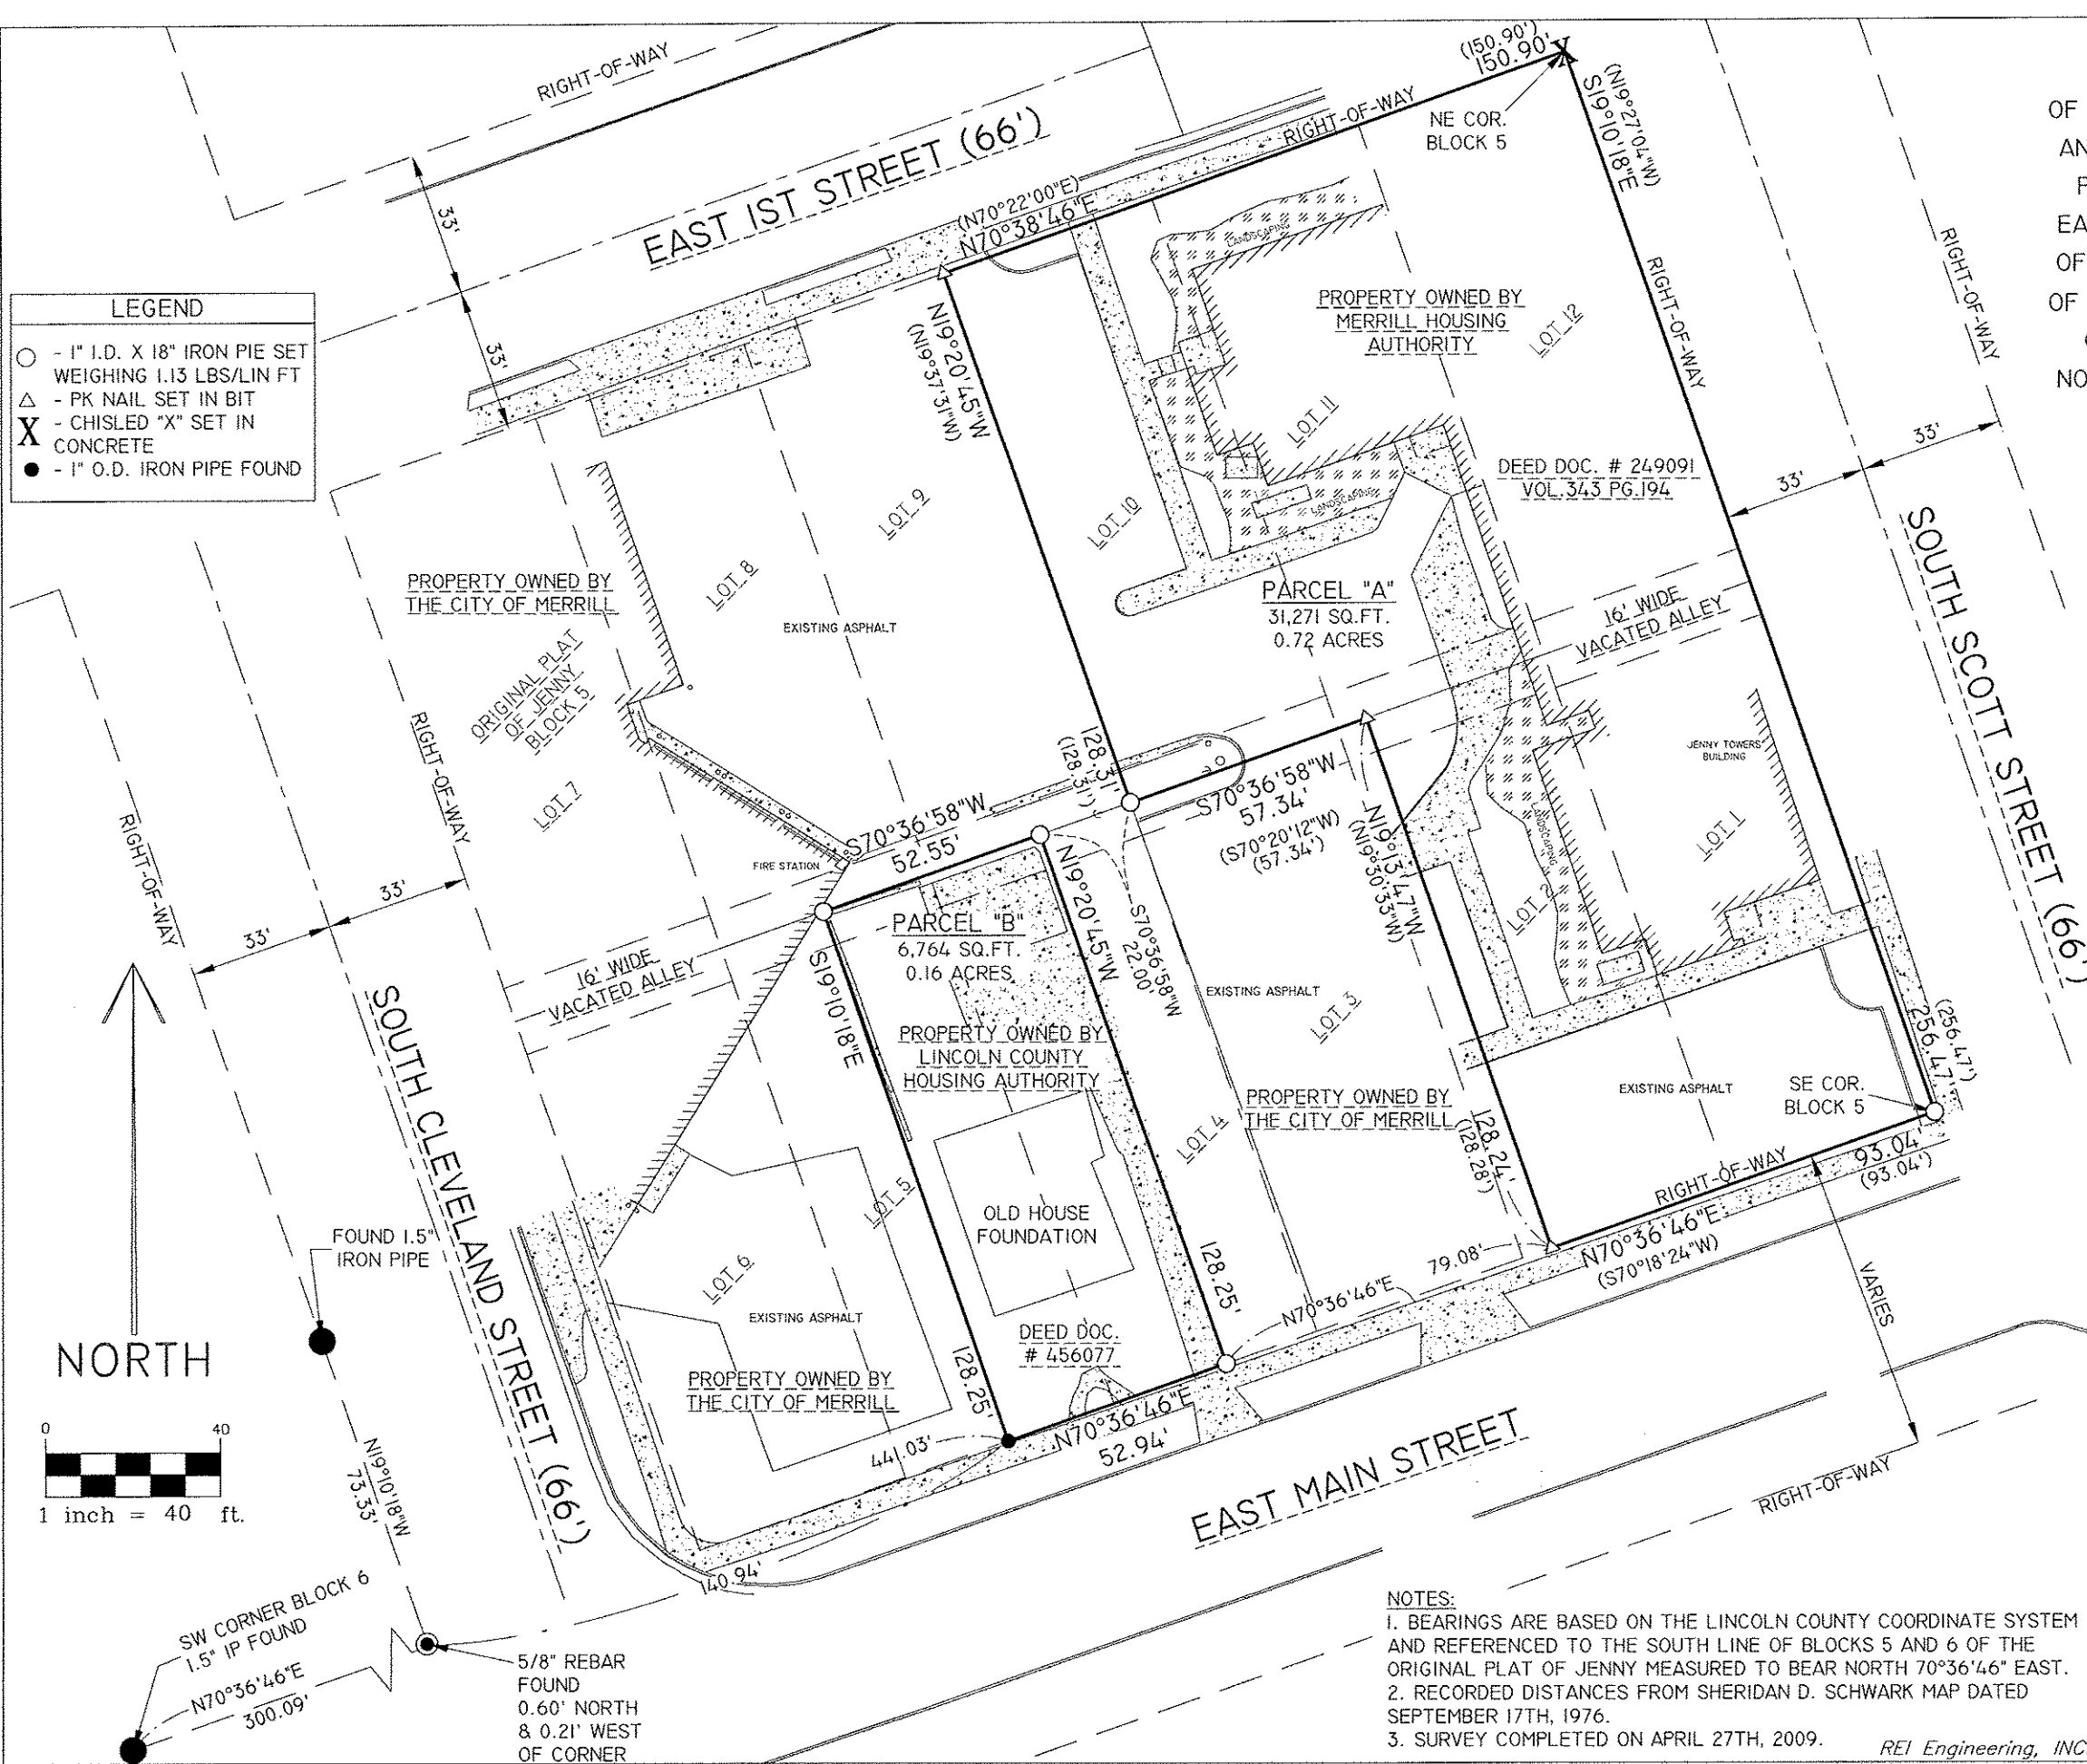 RIGHT-OF-WAY
EAST 1ST STREET (66')
33'
33'
(150.90')
150.90'
X
NE COR.
BLOCK 5
RIGHT-OF-WAY
(N19°27'04"W)
S19°10'18"E
(N70°22'00"E)
N70°38'46"E
OF
AN
EA
OF
OF
NO
LEGEND
- 1" I.D. X 18" IRON PIE SET
WEIGHING 1.13 LBS/LIN FT
- PK NAIL SET IN BIT
X - CHISLED "X" SET IN
CONCRETE
- 1" O.D. IRON PIPE FOUND
N19°20'45"W
(N19°37'31"W)
LANDSCAPING
PROPERTY OWNED BY
MERRILL HOUSING
AUTHORITY
LOT 12
RIGHT-OF-WAY
RIGHT-OF-WAY
LOT 11
33'
33'
DEED DOC. # 249091
VOL.343 PG.194
LANDSCAPING
LOT 9
LOT 10
LOT 8
PROPERTY OWNED BY
THE CITY OF MERRILL
EXISTING ASPHALT
PARCEL "A"
31,271 SQ.FT.
0.72 ACRES
16' WIDE
VACATED ALLEY
SOUTH SCOTT STREET (66')
ORIGINAL PLAT
OF JENNY
BLOCK 5
RIGHT-OF-WAY
RIGHT-OF-WAY
LOT 7
128.31'
(128.31')
JENNY TOWERS
BUILDING
S70°36'58"W
52.55'
S70°36'58"W
57.34'
(S70°20'12"W)
(57.34')
N19°13'47"W
(N19°30'33"W)
LANDSCAPING
LOT 1
LOT 2
FIRE STATION
33'
33'
PARCEL "B"
6,764 SQ.FT.
0.16 ACRES
N19°20'45"W
S70°36'58"W
22.00'
S19°10'18"E
16' WIDE
VACATED ALLEY
EXISTING ASPHALT
LOT 3
PROPERTY OWNED BY
LINCOLN COUNTY
HOUSING AUTHORITY
SOUTH CLEVELAND STREET (66')
PROPERTY OWNED BY
THE CITY OF MERRILL
LOT 4
EXISTING ASPHALT
SE COR.
BLOCK 5
(256.47')
256.47'
128.24'
(128.28')
93.04'
(93.04')
RIGHT-OF-WAY
LOT 5
OLD HOUSE
FOUNDATION
FOUND 1.5"
IRON PIPE
LOT 6
EXISTING ASPHALT
128.25'
79.08'
N70°36'46"E
N70°36'46"E
(S70°18'24"W)
VARIES
DEED DOC.
# 456077
128.25'
PROPERTY OWNED BY
THE CITY OF MERRILL
NORTH
0 40
1 inch = 40 ft.
N70°36'46"E
52.94'
441.03'
140.94'
EAST MAIN STREET
RIGHT-OF-WAY
N19°10'18"W
73.33'
SW CORNER BLOCK 6
1.5" IP FOUND
N70°36'46"E
300.09'
5/8" REBAR
FOUND
0.60' NORTH
& 0.21' WEST
OF CORNER
NOTES:
1. BEARINGS ARE BASED ON THE LINCOLN COUNTY COORDINATE SYSTEM
AND REFERENCED TO THE SOUTH LINE OF BLOCKS 5 AND 6 OF THE
ORIGINAL PLAT OF JENNY MEASURED TO BEAR NORTH 70°36'46" EAST.
2. RECORDED DISTANCES FROM SHERIDAN D. SCHWARK MAP DATED
SEPTEMBER 17TH, 1976.
3. SURVEY COMPLETED ON APRIL 27TH, 2009.
REI Engineering, INC